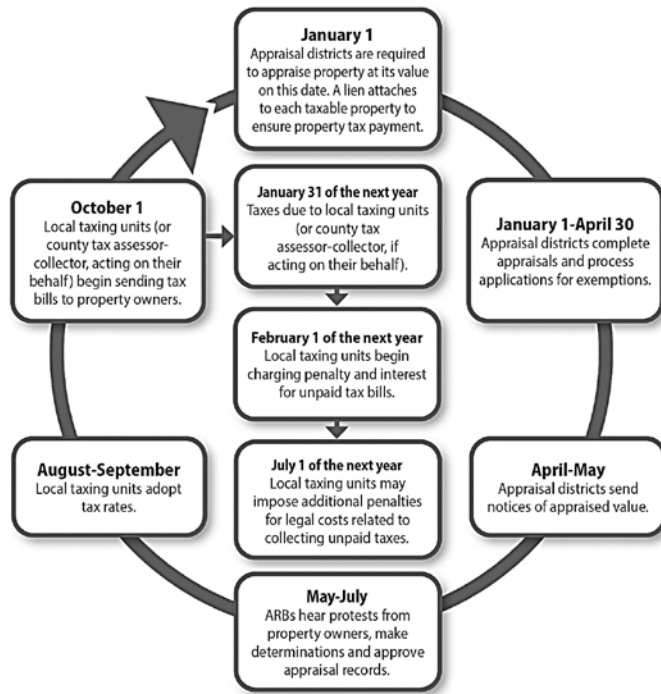 January 1
Appraisal districts are required
to appraise property at its value
on this date. A lien attaches
to each taxable property to
ensure property tax payment.
January 1-April 30
Appraisal districts complete
appraisals and process
applications for exemptions.
April-May
Appraisal districts send
notices of appraised value.
May-July
ARBs hear protests from
property owners, make
determinations and approve
appraisal records.
August-September
Local taxing units adopt
tax rates.
October 1
Local taxing units (or
county tax assessor-
collector, acting on their
behalf) begin sending tax
bills to property owners.
January 31 of the next year
Taxes due to local taxing units
(or county tax
assessor-collector, if
acting on their behalf).
February 1 of the next year
Local taxing units begin
charging penalty and interest
for unpaid tax bills.
July 1 of the next year
Local taxing units may
impose additional penalties
for legal costs related to
collecting unpaid taxes.